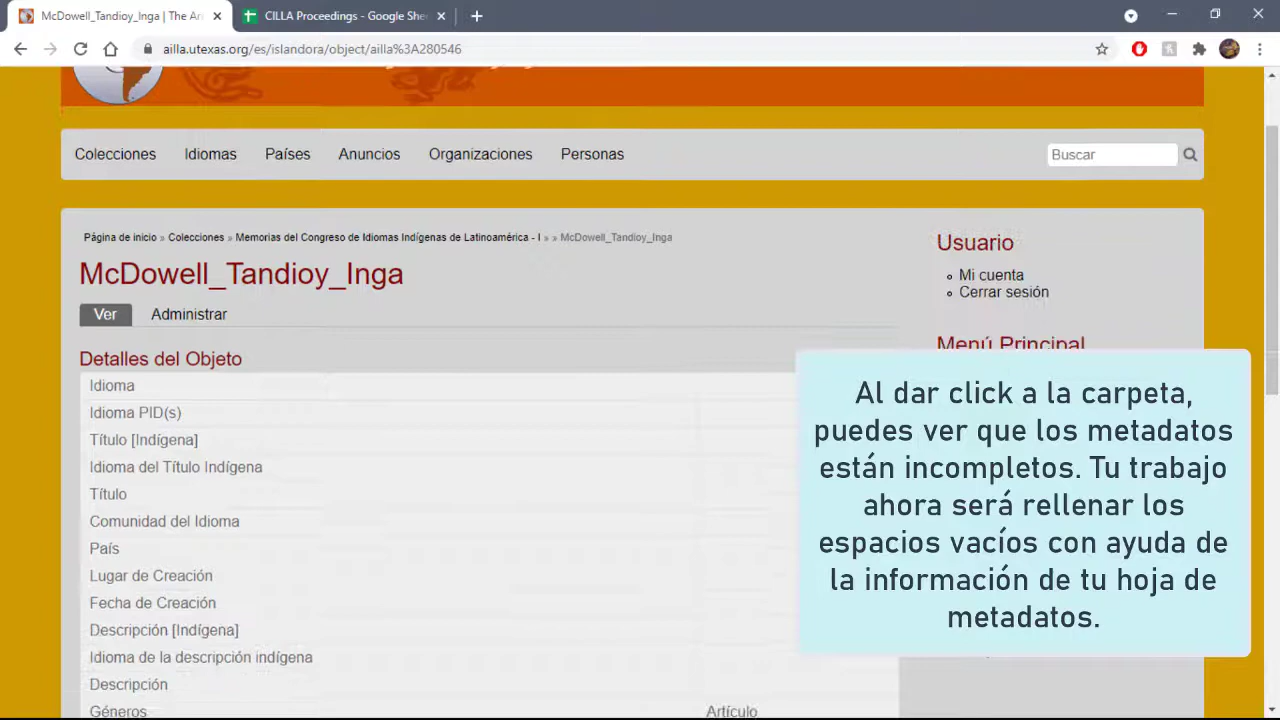 McDowell_Tandioy_Inga | The Ar
CILLA Proceedings - Google She
ailla.utexas.org/es/islandora/object/ailla%3A280546
Colecciones Idiomas Países Anuncios Organizaciones Personas
Buscar
Página de inicio » Colecciones » Memorias del Congreso de Idiomas Indígenas de Latinoamérica - I » » McDowell_Tandioy_Inga
McDowell_Tandioy_Inga
Ver Administrar
Detalles del Objeto
Idioma
Idioma PID(s)
Título [Indígena]
Idioma del Título Indígena
Título
Comunidad del Idioma
País
Lugar de Creación
Fecha de Creación
Descripción [Indígena]
Idioma de la descripción indígena
Descripción
Géneros Artículo
Usuario
Mi cuenta
Cerrar sesión
Menú Principal
Al dar click a la carpeta,
puedes ver que los metadatos
están incompletos. Tu trabajo
ahora será rellenar los
espacios vacíos con ayuda de
la información de tu hoja de
metadatos.